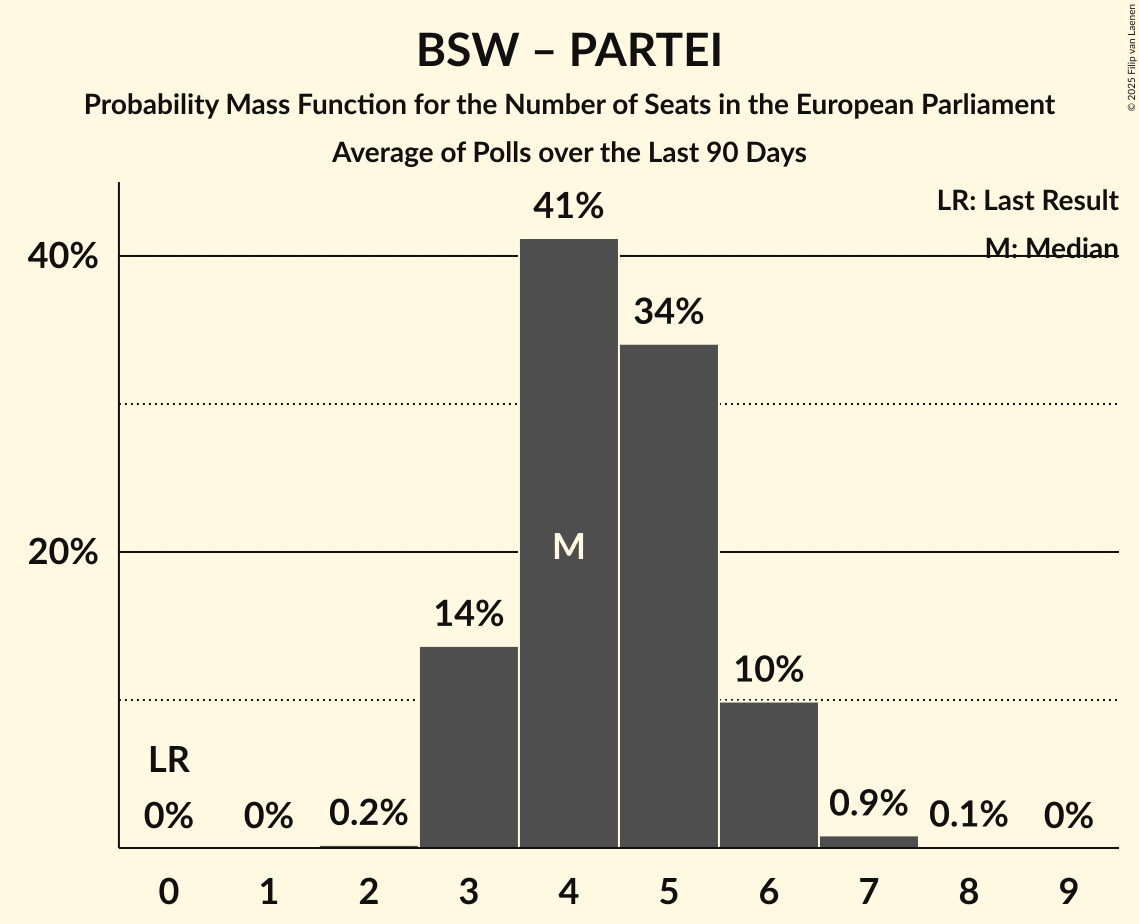 BSW – PARTEI
Probability Mass Function for the Number of Seats in the European Parliament
Average of Polls over the Last 90 Days
© 2025 Filip van Laenen
LR: Last Result
M: Median
41%
40%
34%
M
20%
14%
10%
LR
0%
0%
0.2%
0.9%
0.1%
0%
0 1 2 3 4 5 6 7 8 9